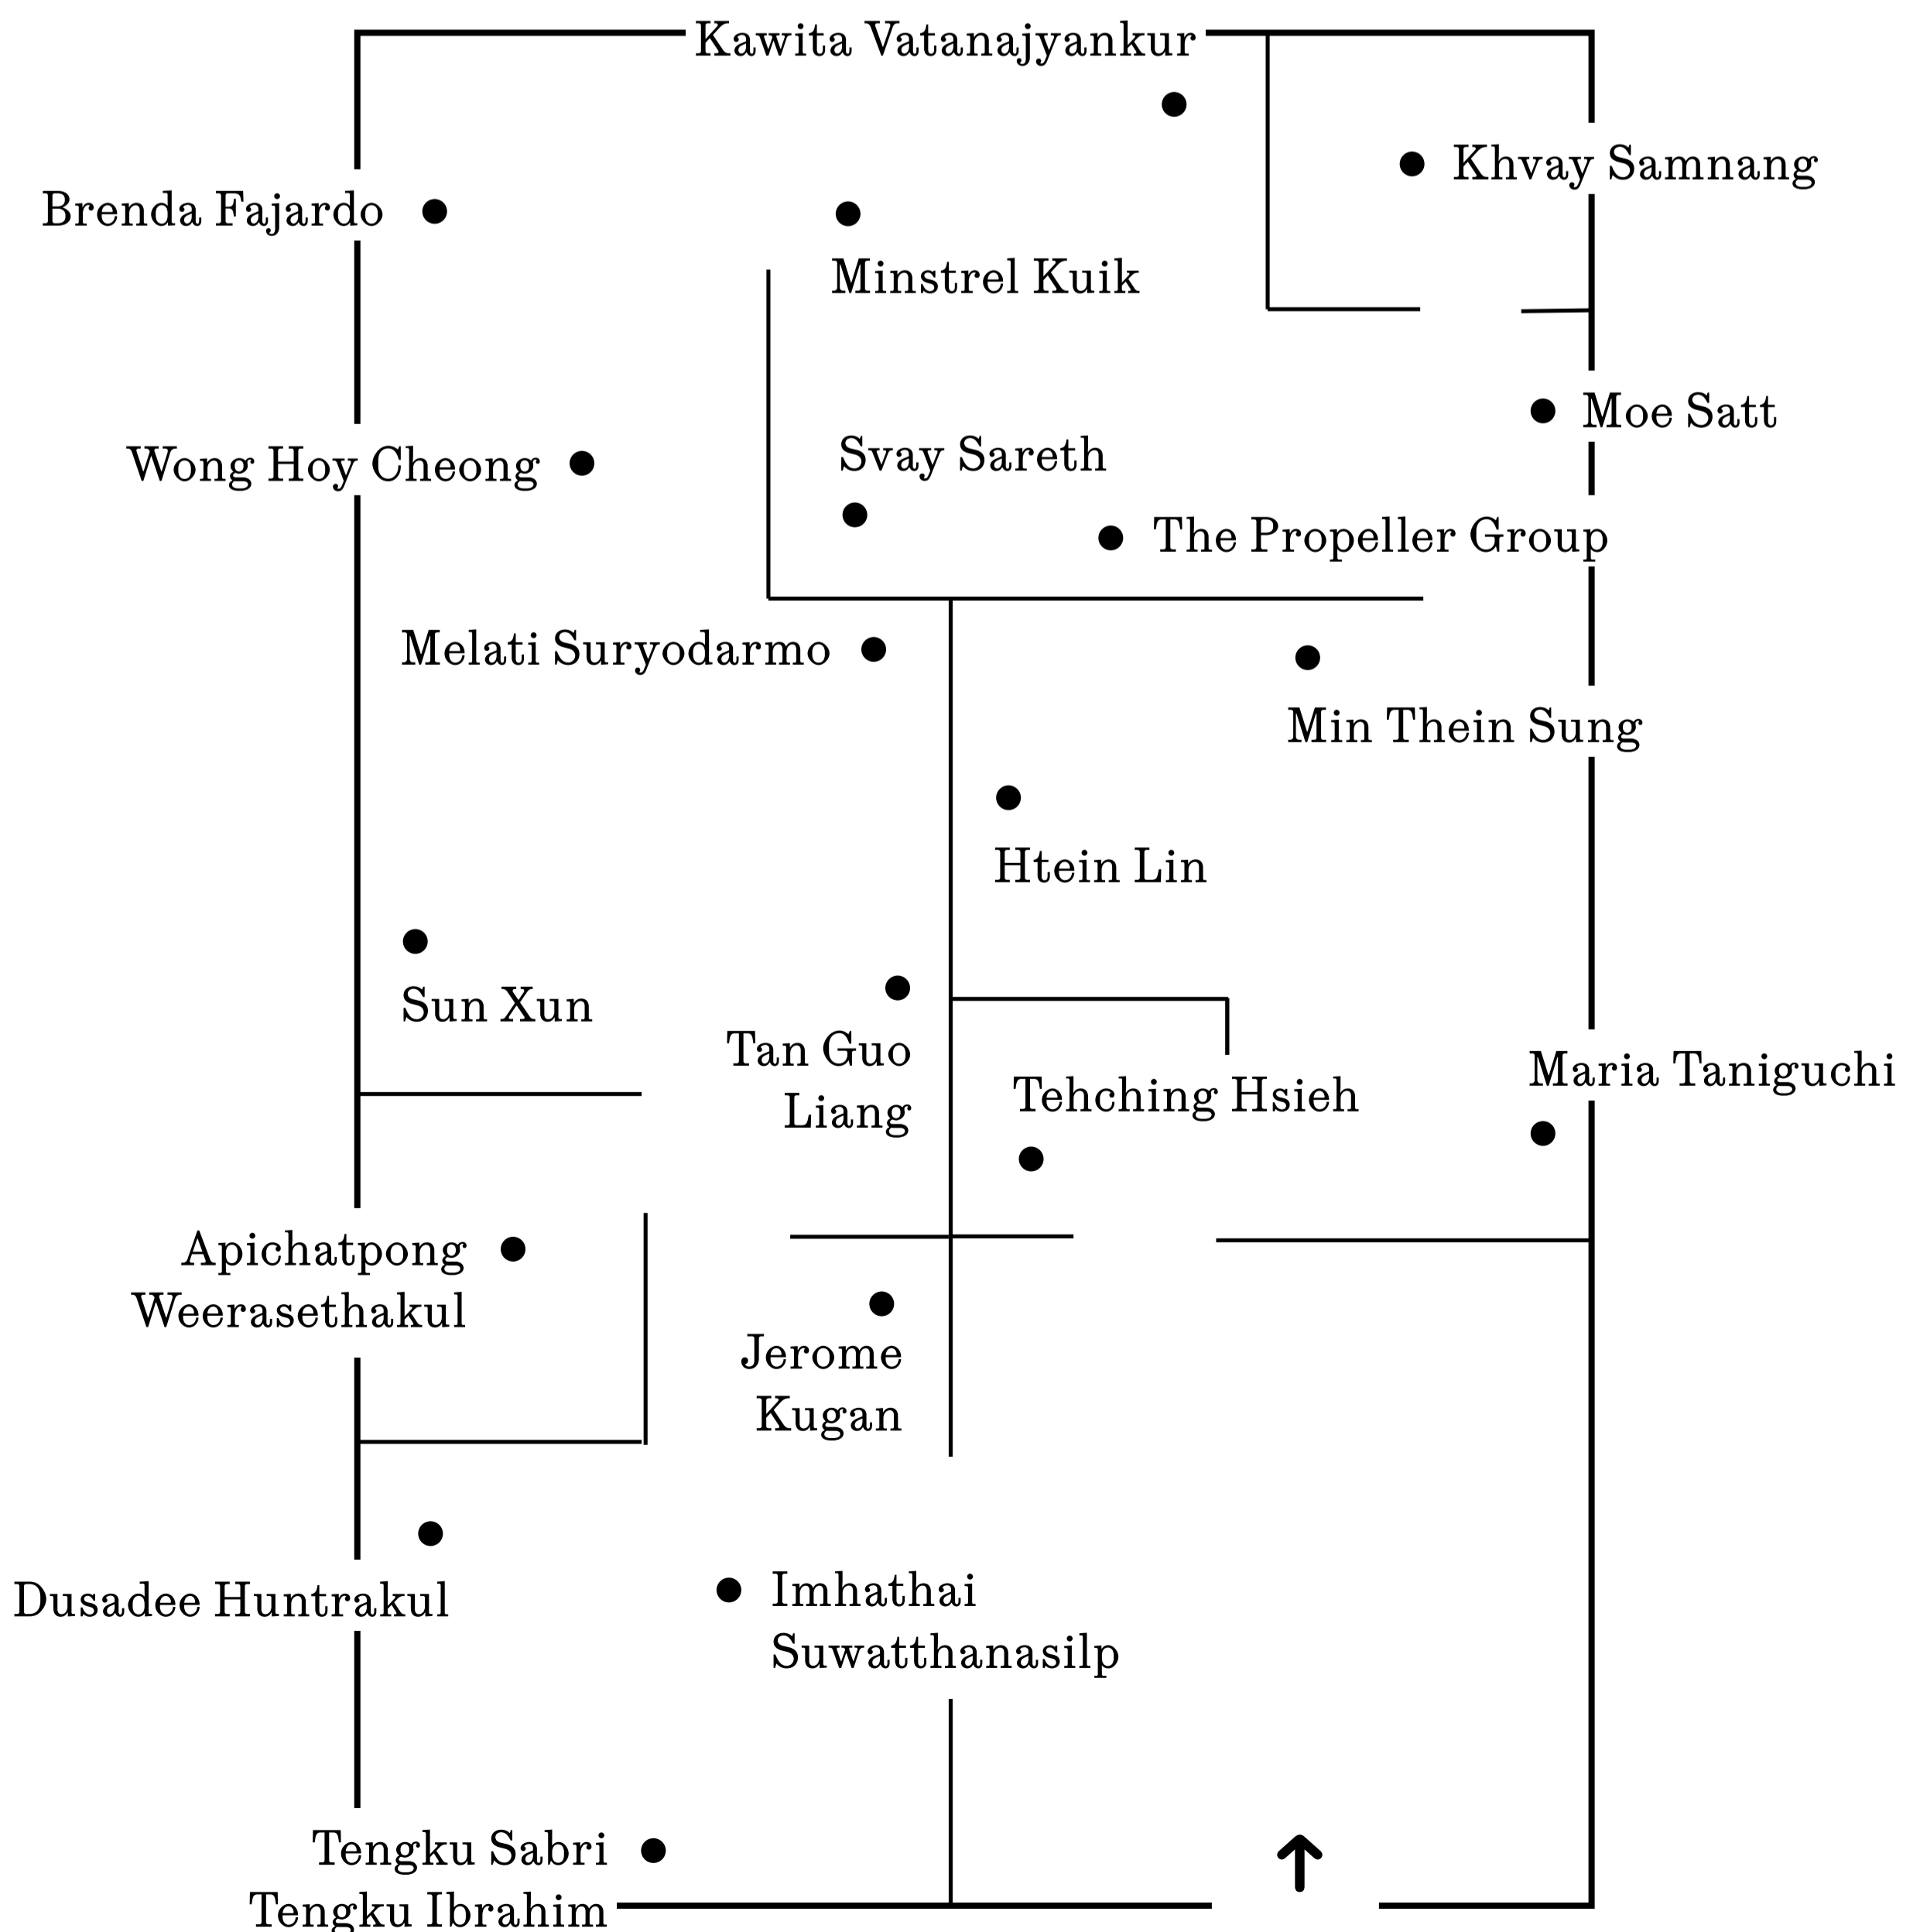 Kawita Vatanajyankur
Khvay Samnang
Brenda Fajardo
Minstrel Kuik
Moe Satt
Wong Hoy Cheong
Svay Sareth
The Propeller Group
Melati Suryodarmo
Min Thein Sung
Htein Lin
Sun Xun
Tan Guo
Liang
Tehching Hsieh
Maria Taniguchi
Apichatpong
Weerasethakul
Jerome
Kugan
Dusadee Huntrakul
Imhathai
Suwatthanasilp
Tengku Sabri
Tengku Ibrahim